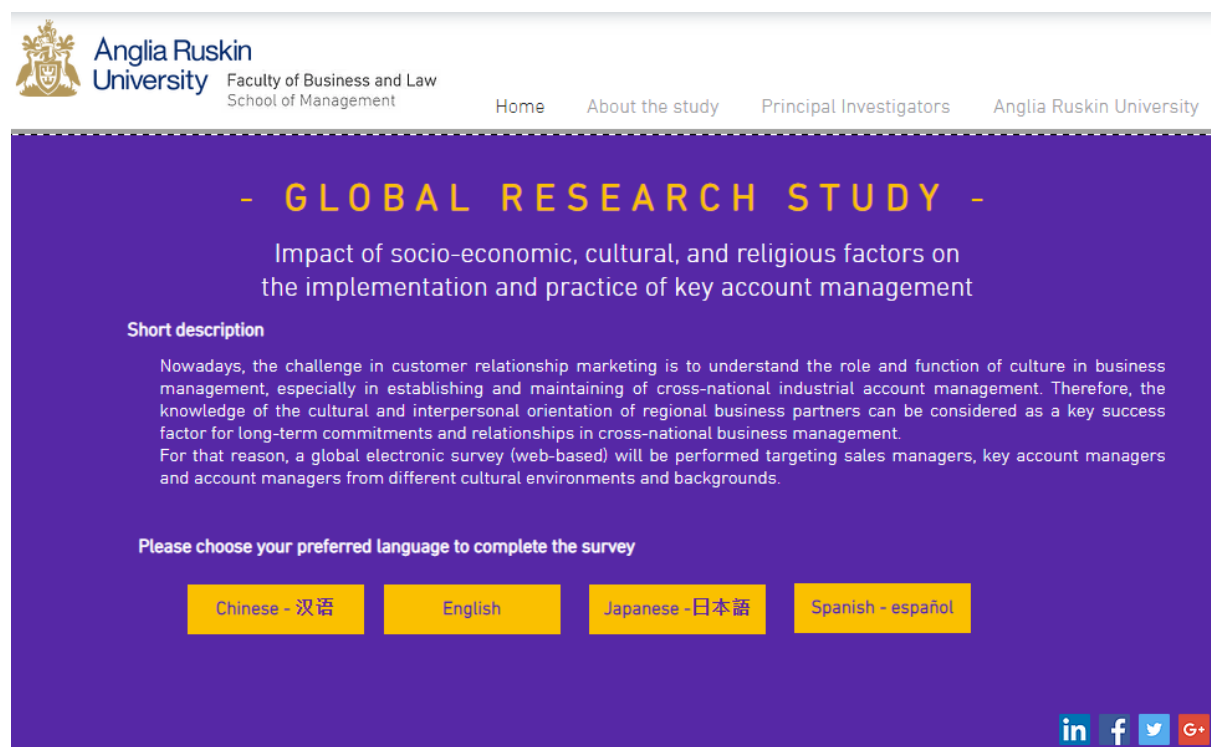 Anglia Ruskin
University
Faculty of Business and Law
School of Management
Home About the study Principal Investigators Anglia Ruskin University
- GLOBAL RESEARCH STUDY -
Impact of socio-economic, cultural, and religious factors on
the implementation and practice of key account management
Short description
Nowadays, the challenge in customer relationship marketing is to understand the role and function of culture in business
management, especially in establishing and maintaining of cross-national industrial account management. Therefore, the
knowledge of the cultural and interpersonal orientation of regional business partners can be considered as a key success
factor for long-term commitments and relationships in cross-national business management.
For that reason, a global electronic survey (web-based) will be performed targeting sales managers, key account managers
and account managers from different cultural environments and backgrounds.
Please choose your preferred language to complete the survey
Chinese - 汉语 English Japanese -日本語 Spanish - español
in f G+